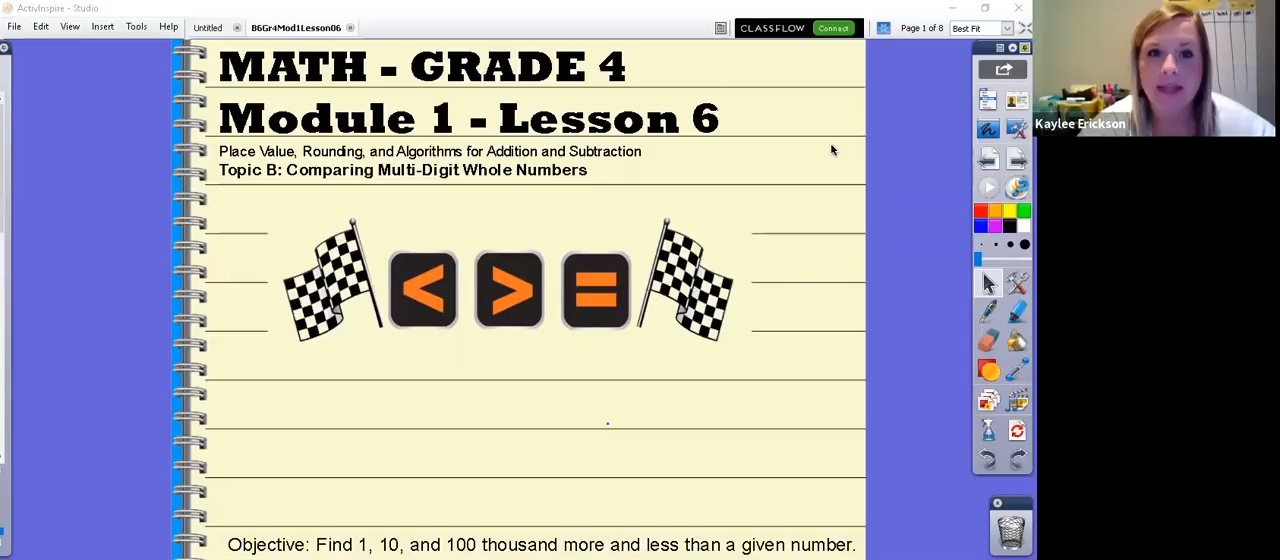 ActivInspire - Studio
File Edit View Insert Tools Help
Untitled
B6Gr4Mod1Lesson06
CLASSFLOW Connect
Page 1 of 8
Best Fit
MATH - GRADE 4
Module 1 - Lesson 6
Place Value, Rounding, and Algorithms for Addition and Subtraction
Topic B: Comparing Multi-Digit Whole Numbers
< > =
Objective: Find 1, 10, and 100 thousand more and less than a given number.
Kaylee Erickson